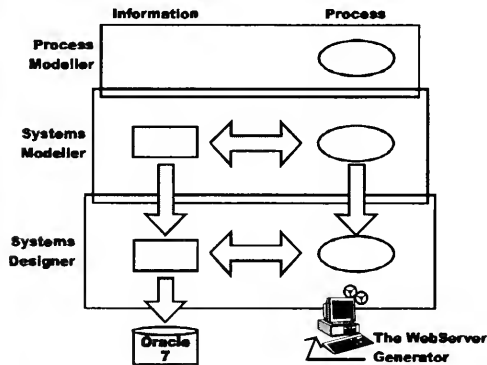 Information Process
Process
Modeller
Systems
Modeller
Systems
Designer
Oracle
7
The WebServer
Generator